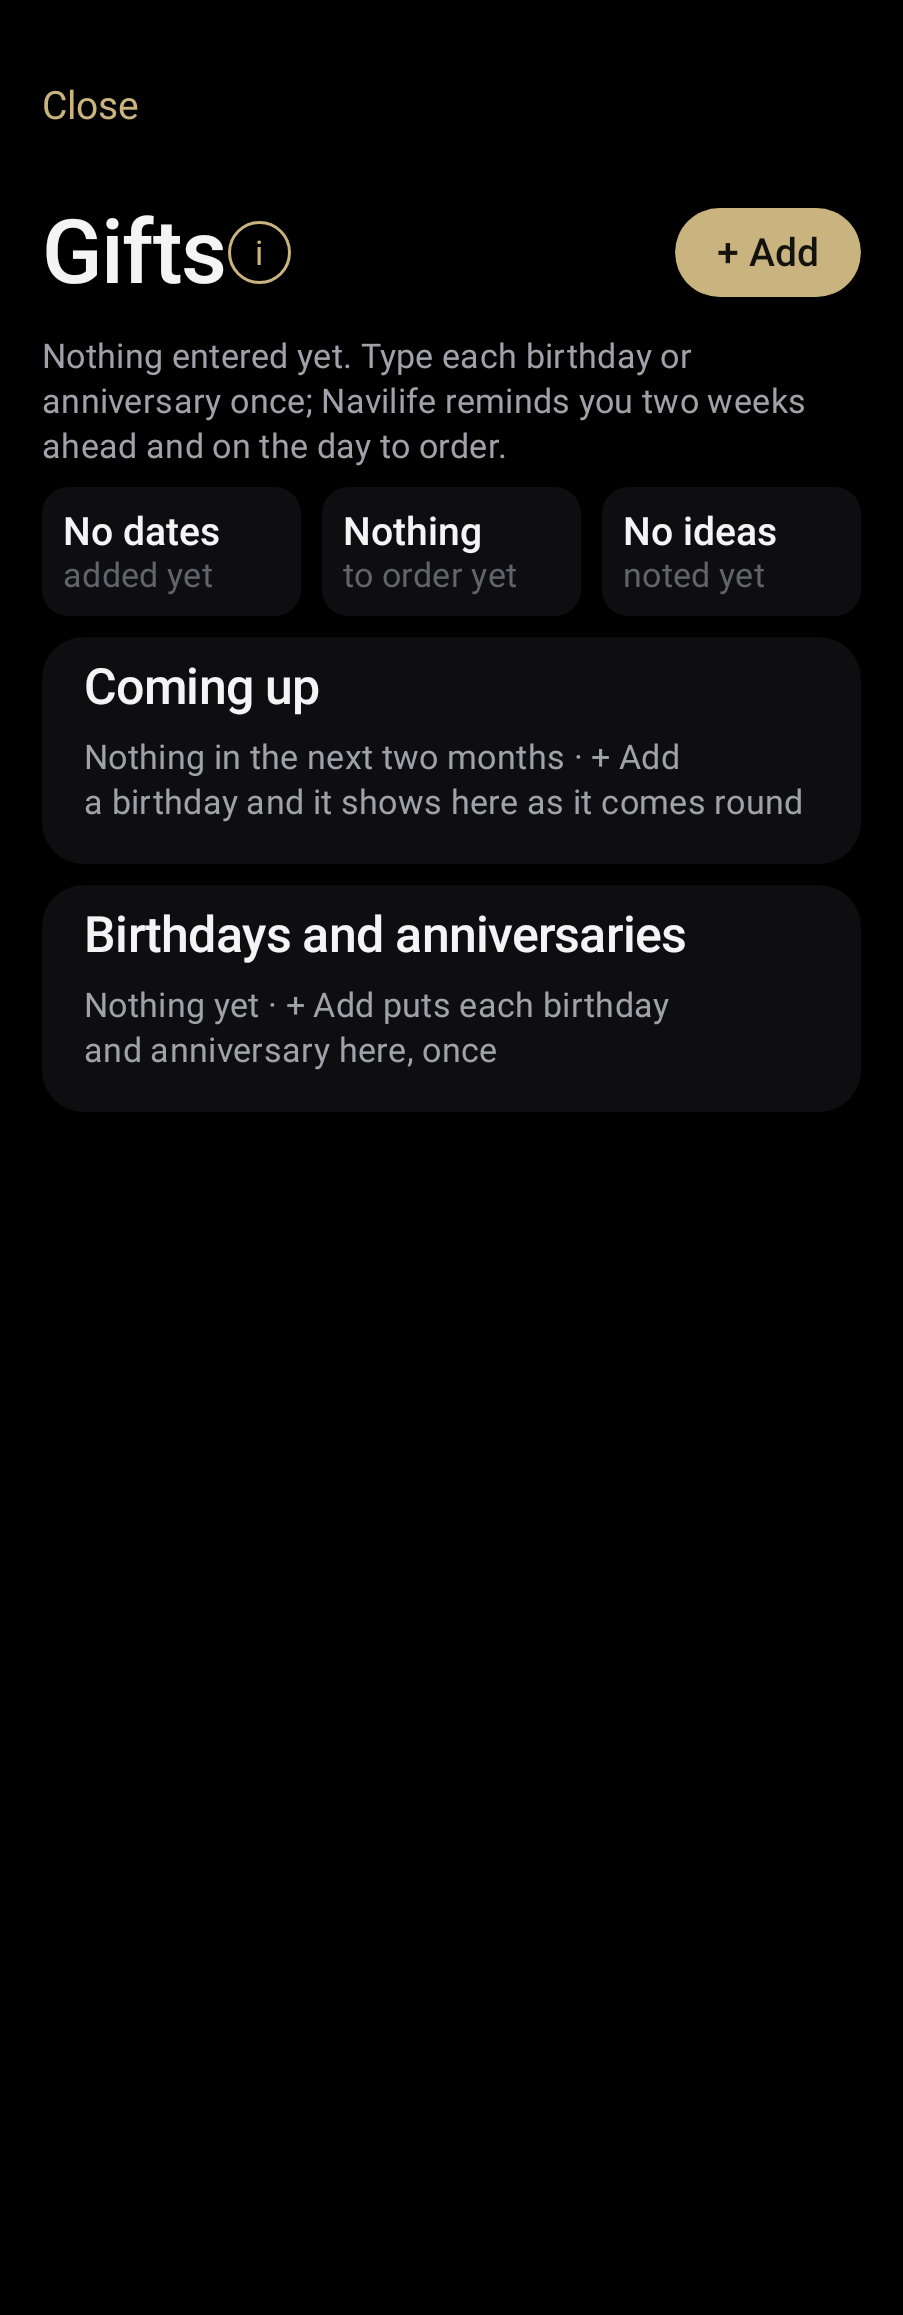 Close
Gifts i
+ Add
Nothing entered yet. Type each birthday or
anniversary once; Navilife reminds you two weeks
ahead and on the day to order.
No dates
added yet
Nothing
to order yet
No ideas
noted yet
Coming up
Nothing in the next two months · + Add
a birthday and it shows here as it comes round
Birthdays and anniversaries
Nothing yet · + Add puts each birthday
and anniversary here, once